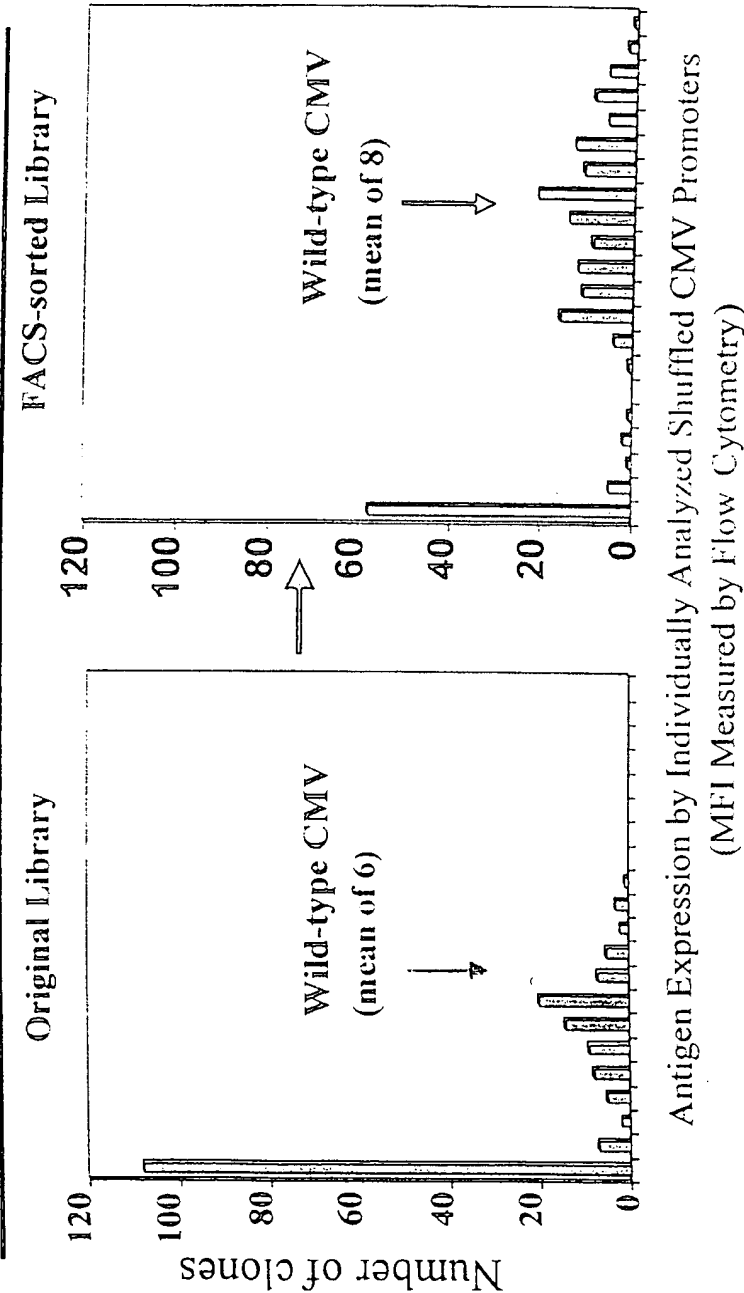 Original Library
FACS-sorted Library
Number of clones
120
100
80
60
40
20
0
Wild-type CMV
(mean of 6)
120
100
80
60
40
20
0
Wild-type CMV
(mean of 8)
Antigen Expression by Individually Analyzed Shuffled CMV Promoters
(MFI Measured by Flow Cytometry)